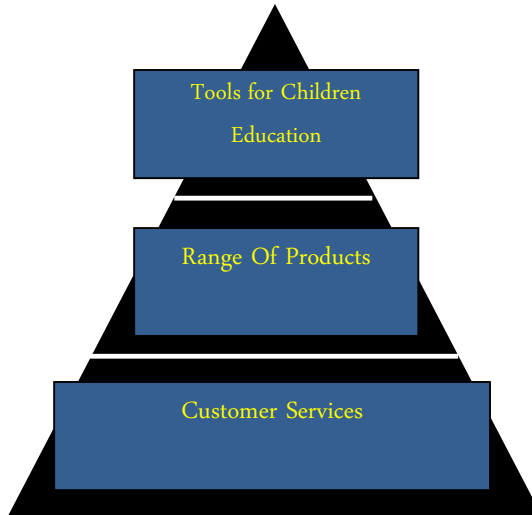 Tools for Children
Education
Range Of Products
Customer Services